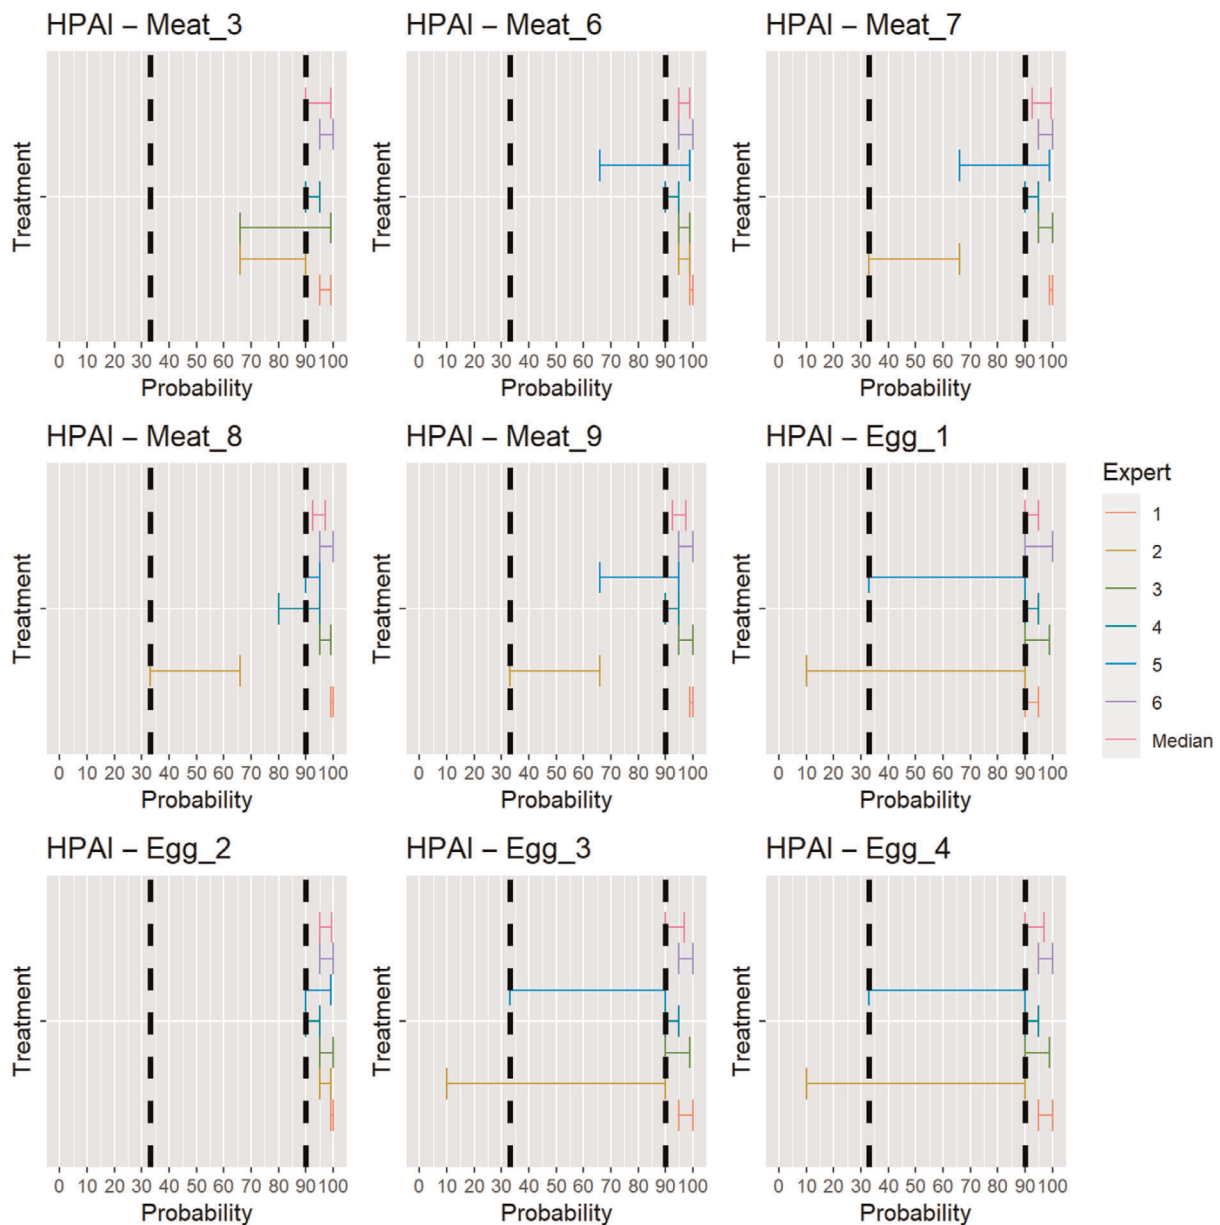 HPAI – Meat_3
HPAI – Meat_6
HPAI – Meat_7
Treatment
Treatment
Treatment
0 10 20 30 40 50 60 70 80 90 100
0 10 20 30 40 50 60 70 80 90 100
0 10 20 30 40 50 60 70 80 90 100
Probability
Probability
Probability
HPAI – Meat_8
HPAI – Meat_9
HPAI – Egg_1
Treatment
Treatment
Treatment
0 10 20 30 40 50 60 70 80 90 100
0 10 20 30 40 50 60 70 80 90 100
0 10 20 30 40 50 60 70 80 90 100
Probability
Probability
Probability
Expert
1
2
3
4
5
6
Median
HPAI – Egg_2
HPAI – Egg_3
HPAI – Egg_4
Treatment
Treatment
Treatment
0 10 20 30 40 50 60 70 80 90 100
0 10 20 30 40 50 60 70 80 90 100
0 10 20 30 40 50 60 70 80 90 100
Probability
Probability
Probability